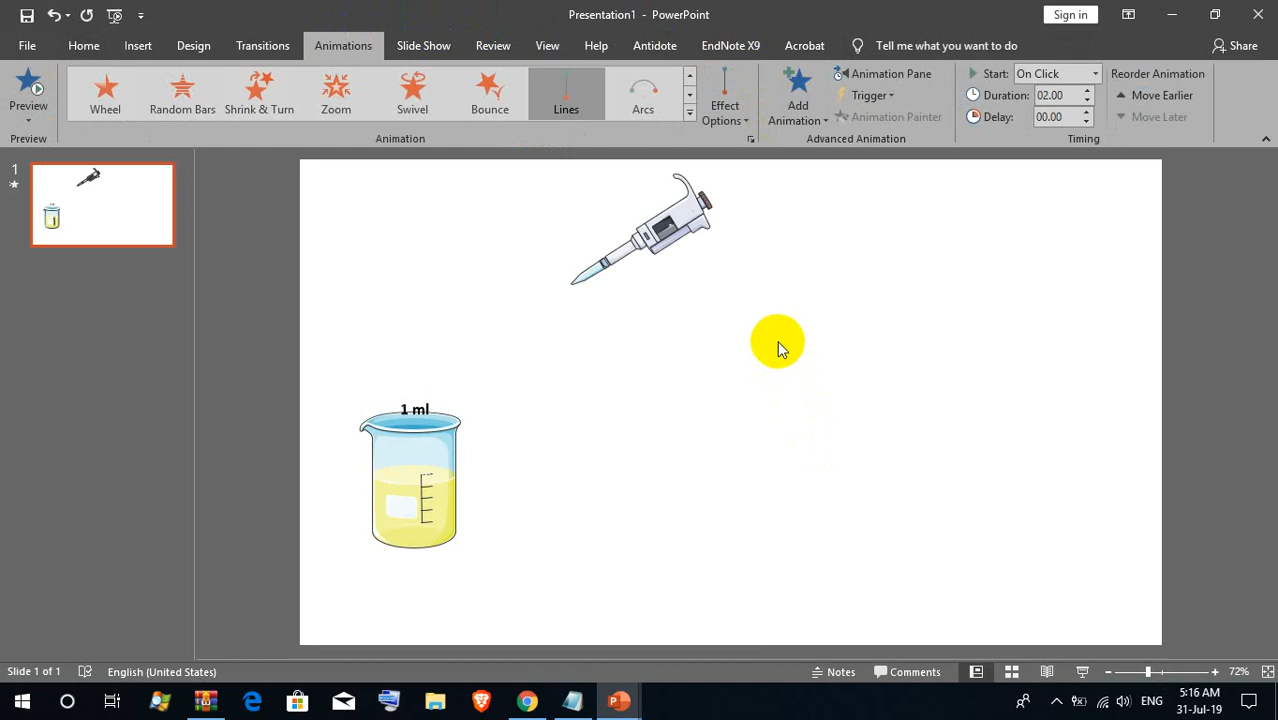 Presentation1 - PowerPoint
Sign in
File
Home
Insert
Design
Transitions
Animations
Slide Show
Review
View
Help
Antidote
EndNote X9
Acrobat
Tell me what you want to do
Share
Preview
Wheel
Random Bars
Shrink & Turn
Zoom
Swivel
Bounce
Lines
Arcs
Effect Options
Add Animation
Animation Pane
Trigger
Animation Painter
Start: On Click
Duration: 02.00
Delay: 00.00
Reorder Animation
Move Earlier
Move Later
Preview
Animation
Advanced Animation
Timing
1
1 ml
Slide 1 of 1
English (United States)
Notes
Comments
72%
ENG
5:16 AM
31-Jul-19